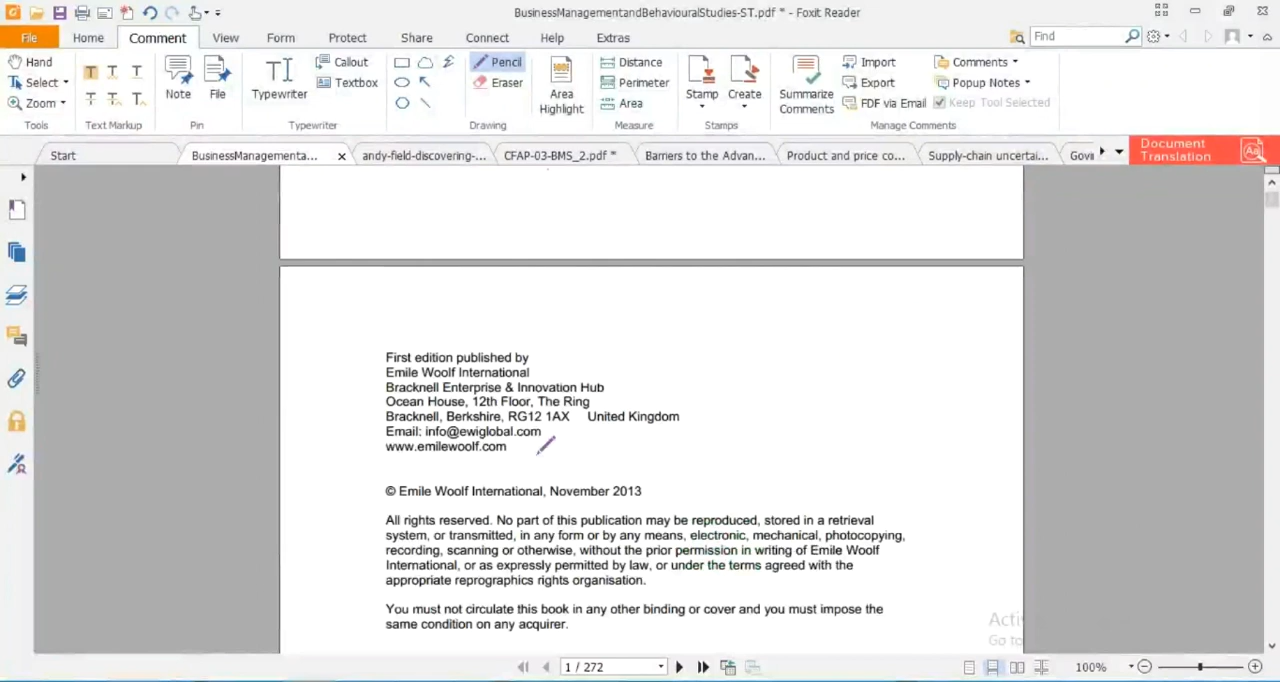 BusinessManagementandBehaviouralStudies-ST.pdf * - Foxit Reader
File Home Comment View Form Protect Share Connect Help Extras Find
Hand
Select
Zoom
Tools
T T T
T T T
Text Markup
Note File
Pin
Typewriter
Callout
Textbox
Typewriter
Pencil
Eraser
Area
Highlight
Drawing
Distance
Perimeter
Area
Measure
Stamp Create
Stamps
Summarize
Comments
Import
Export
FDF via Email
Comments
Popup Notes
Keep Tool Selected
Manage Comments
Start BusinessManagementa... andy-field-discovering-... CFAP-03-BMS_2.pdf * Barriers to the Advan... Product and price co... Supply-chain uncertai...
Document
Translation
First edition published by
Emile Woolf International
Bracknell Enterprise & Innovation Hub
Ocean House, 12th Floor, The Ring
Bracknell, Berkshire, RG12 1AX United Kingdom
Email: info@ewiglobal.com
www.emilewoolf.com
© Emile Woolf International, November 2013
All rights reserved. No part of this publication may be reproduced, stored in a retrieval
system, or transmitted, in any form or by any means, electronic, mechanical, photocopying,
recording, scanning or otherwise, without the prior permission in writing of Emile Woolf
International, or as expressly permitted by law, or under the terms agreed with the
appropriate reprographics rights organisation.
You must not circulate this book in any other binding or cover and you must impose the
same condition on any acquirer.
Go to
1 / 272
100%